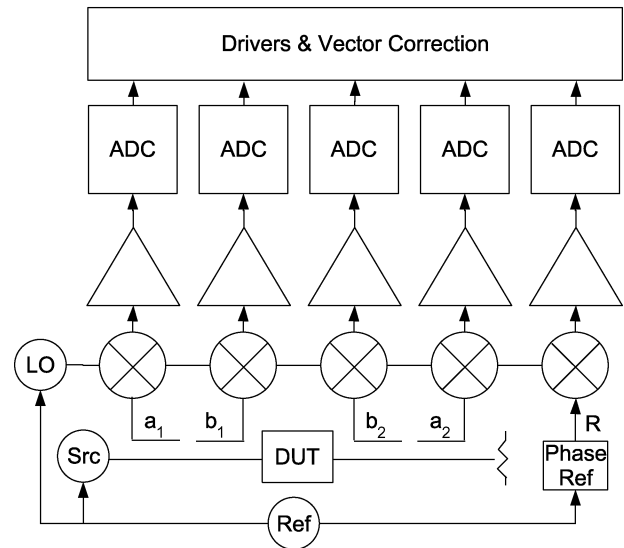 Drivers & Vector Correction
ADC ADC ADC ADC ADC
LO
a1 b1 b2 a2 R
Src DUT Phase Ref
Ref